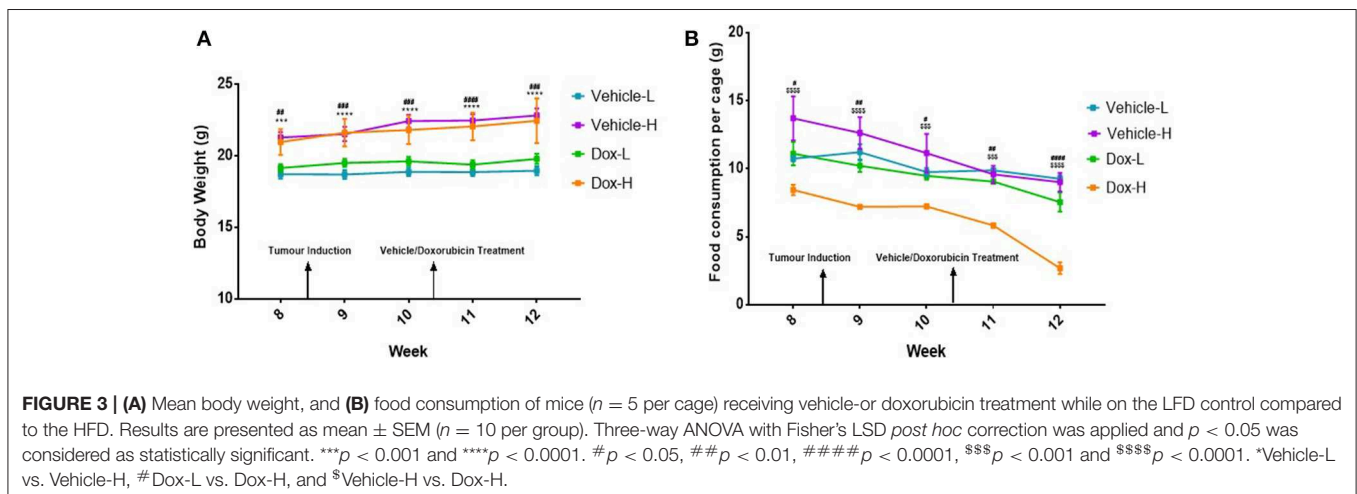 A
25
20
15
10
Body Weight (g)
##
***
###
****
###
****
####
****
###
****
Tumour Induction
Vehicle/Doxorubicin Treatment
8
9
10
11
12
Week
Vehicle-L
Vehicle-H
Dox-L
Dox-H
B
20
15
10
5
0
Food consumption per cage (g)
#
$$$$
##
$$$$
#
$$$
##
$$$
####
$$$$
Tumour Induction
Vehicle/Doxorubicin Treatment
8
9
10
11
12
Week
Vehicle-L
Vehicle-H
Dox-L
Dox-H
FIGURE 3 | (A) Mean body weight, and (B) food consumption of mice (n = 5 per cage) receiving vehicle-or doxorubicin treatment while on the LFD control compared
to the HFD. Results are presented as mean ± SEM (n = 10 per group). Three-way ANOVA with Fisher's LSD post hoc correction was applied and p < 0.05 was
considered as statistically significant. ***p < 0.001 and ****p < 0.0001. #p < 0.05, ##p < 0.01, ####p < 0.0001, $$$p < 0.001 and $$$$p < 0.0001. *Vehicle-L
vs. Vehicle-H, #Dox-L vs. Dox-H, and $Vehicle-H vs. Dox-H.